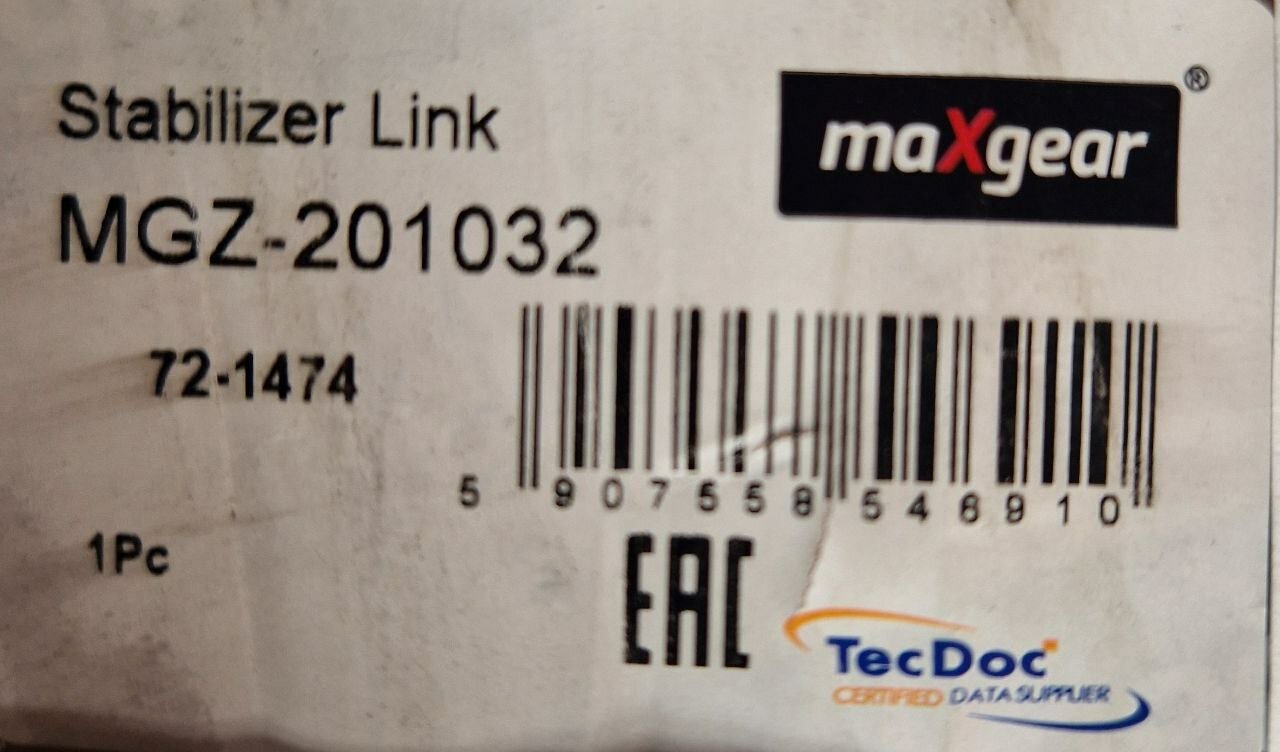 Stabilizer Link
maXgear ®
MGZ-201032
72-1474
5 907558 546910
1Pc
EAC
TecDoc
CERTIFIED DATA SUPPLIER